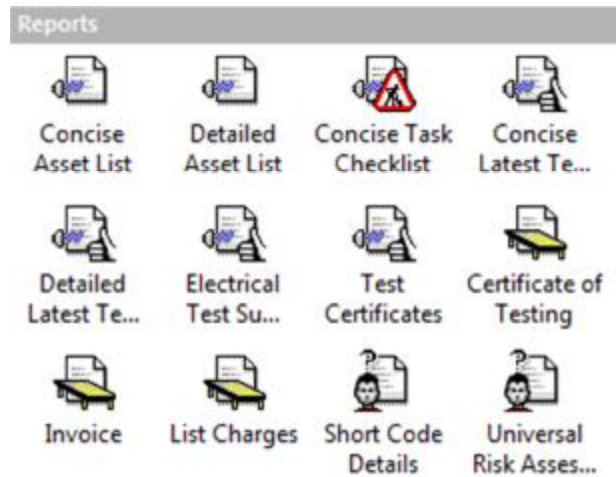 Reports
Concise Detailed Concise Task Concise
Asset List Asset List Checklist Latest Te...
Detailed Electrical Test Certificate of
Latest Te... Test Su... Certificates Testing
Invoice List Charges Short Code Universal
Details Risk Asses...